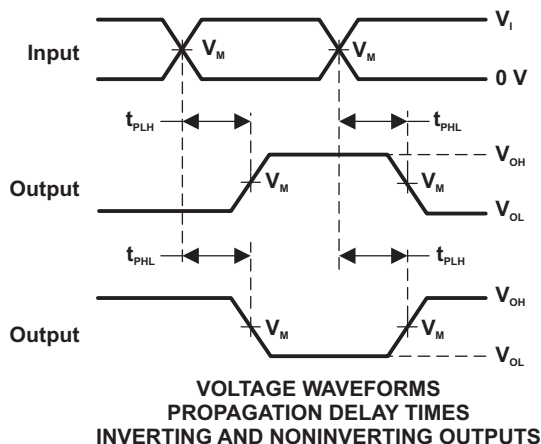 V_I
Input V_M V_M
0 V
t_PLH t_PHL
V_OH
Output V_M V_M
V_OL
t_PHL t_PLH
V_OH
Output V_M V_M
V_OL
VOLTAGE WAVEFORMS
PROPAGATION DELAY TIMES
INVERTING AND NONINVERTING OUTPUTS